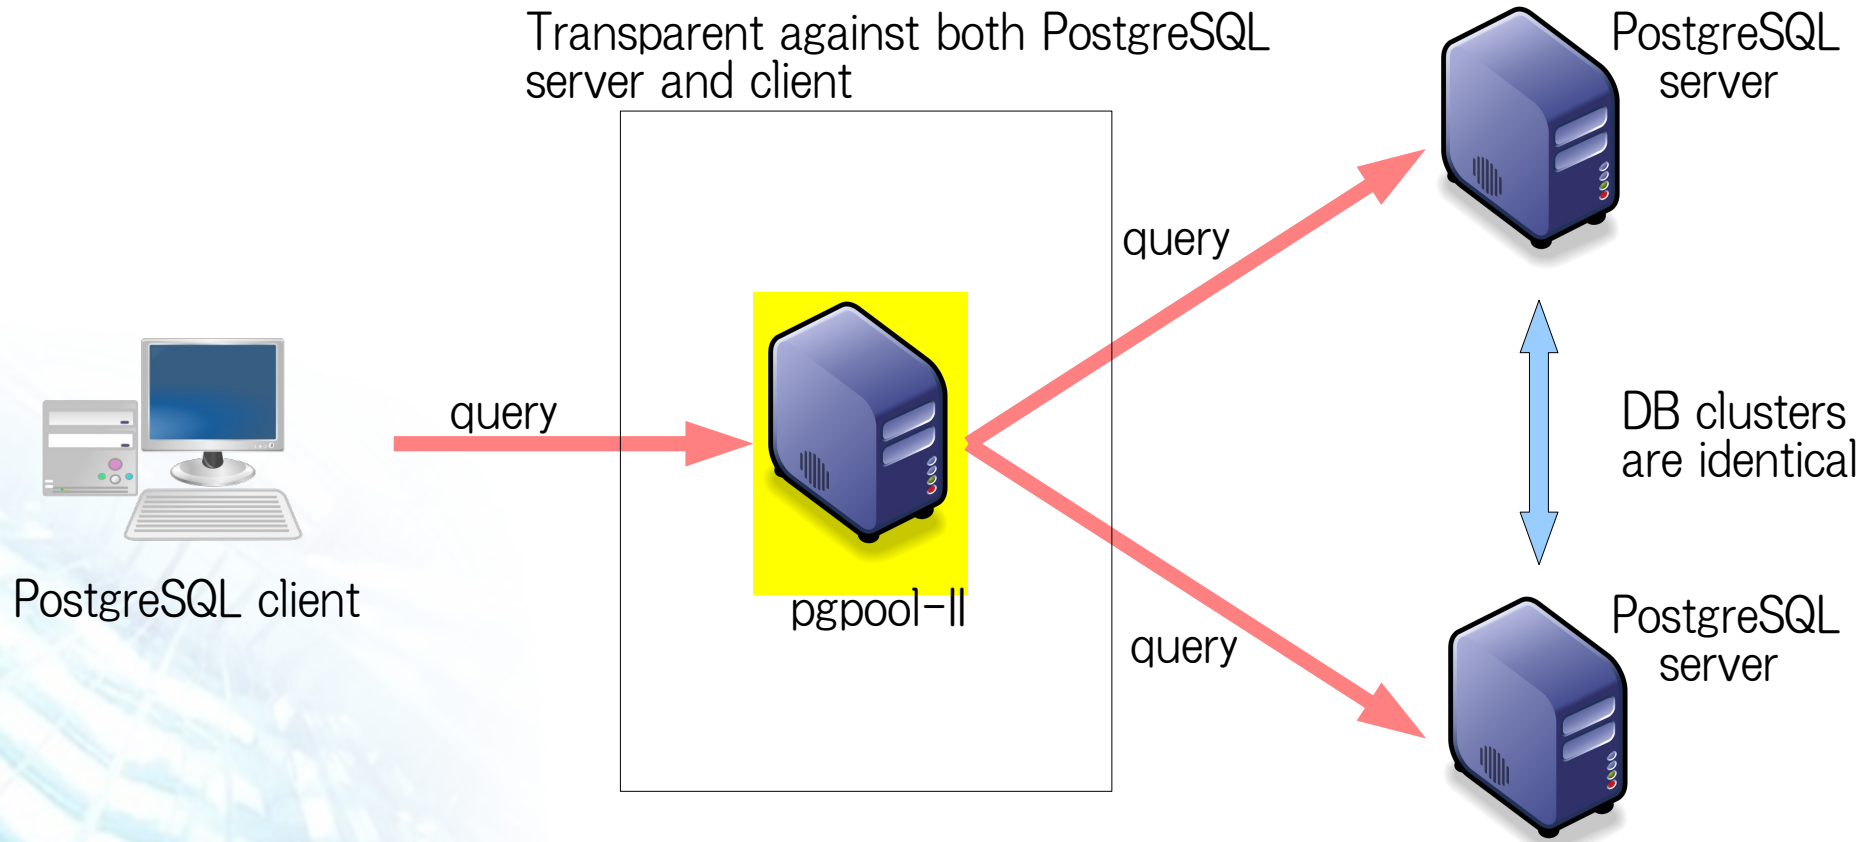 Transparent against both PostgreSQL
server and client
PostgreSQL
server
query
query
DB clusters
are identical
PostgreSQL client
pgpool-II
query
PostgreSQL
server